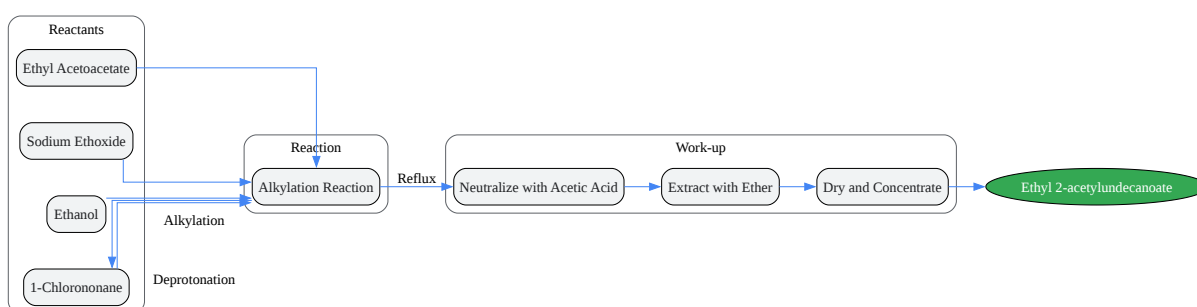 Reactants
Ethyl Acetoacetate
Sodium Ethoxide
Ethanol
1-Chlorononane
Alkylation
Deprotonation
Reaction
Alkylation Reaction
Reflux
Work-up
Neutralize with Acetic Acid
Extract with Ether
Dry and Concentrate
Ethyl 2-acetylundecanoate